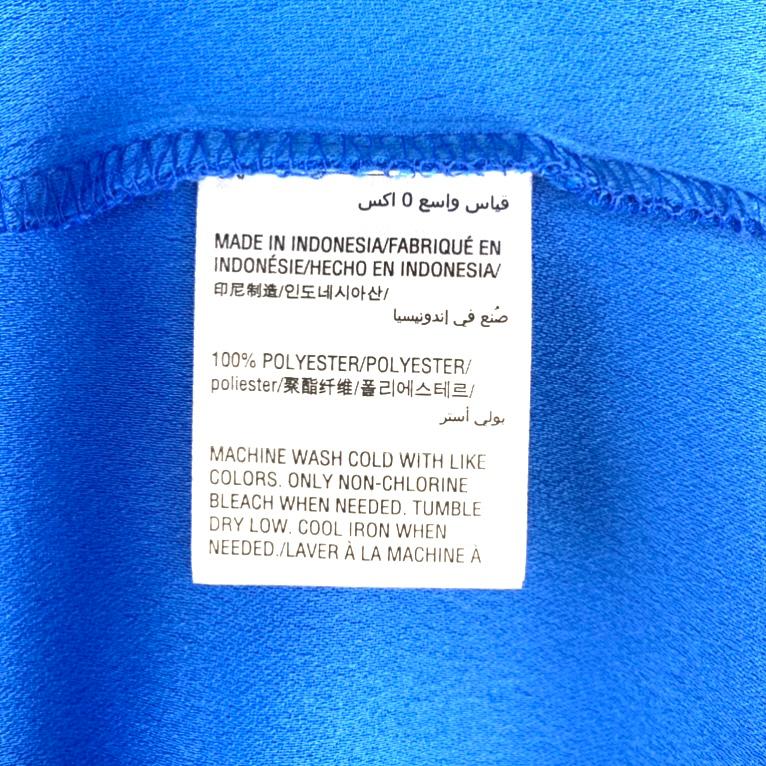 قياس واسع 0 اكس
MADE IN INDONESIA/FABRIQUÉ EN
INDONÉSIE/HECHO EN INDONESIA/
印尼制造/인도네시아산/
صُنع في إندونيسيا
100% POLYESTER/POLYESTER/
poliester/聚酯纤维/폴리에스테르/
بولي أستر
MACHINE WASH COLD WITH LIKE
COLORS. ONLY NON-CHLORINE
BLEACH WHEN NEEDED. TUMBLE
DRY LOW. COOL IRON WHEN
NEEDED./LAVER À LA MACHINE À